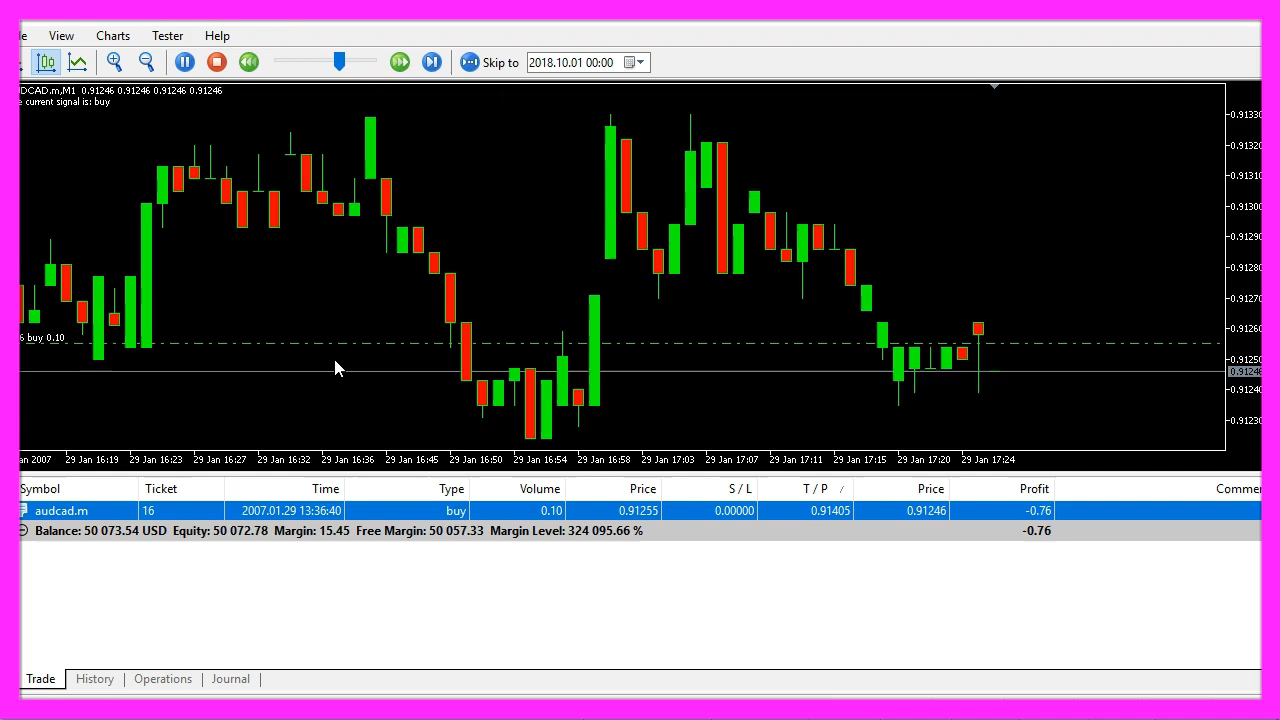 le View Charts Tester Help
Skip to 2018.10.01 00:00
DCAD.m,M1 0.91246 0.91246 0.91246 0.91246
e current signal is: buy
0.91330
0.91320
0.91310
0.91300
0.91290
0.91280
0.91270
0.91260
6 buy 0.10
0.91250
0.91246
0.91240
0.91230
an 2007 29 Jan 16:19 29 Jan 16:23 29 Jan 16:27 29 Jan 16:32 29 Jan 16:36 29 Jan 16:45 29 Jan 16:50 29 Jan 16:54 29 Jan 16:58 29 Jan 17:03 29 Jan 17:07 29 Jan 17:11 29 Jan 17:15 29 Jan 17:20 29 Jan 17:24
Symbol Ticket Time Type Volume Price S / L T / P / Price Profit Commen
audcad.m 16 2007.01.29 13:36:40 buy 0.10 0.91255 0.00000 0.91405 0.91246 -0.76
Balance: 50 073.54 USD Equity: 50 072.78 Margin: 15.45 Free Margin: 50 057.33 Margin Level: 324 095.66 % -0.76
Trade History Operations Journal